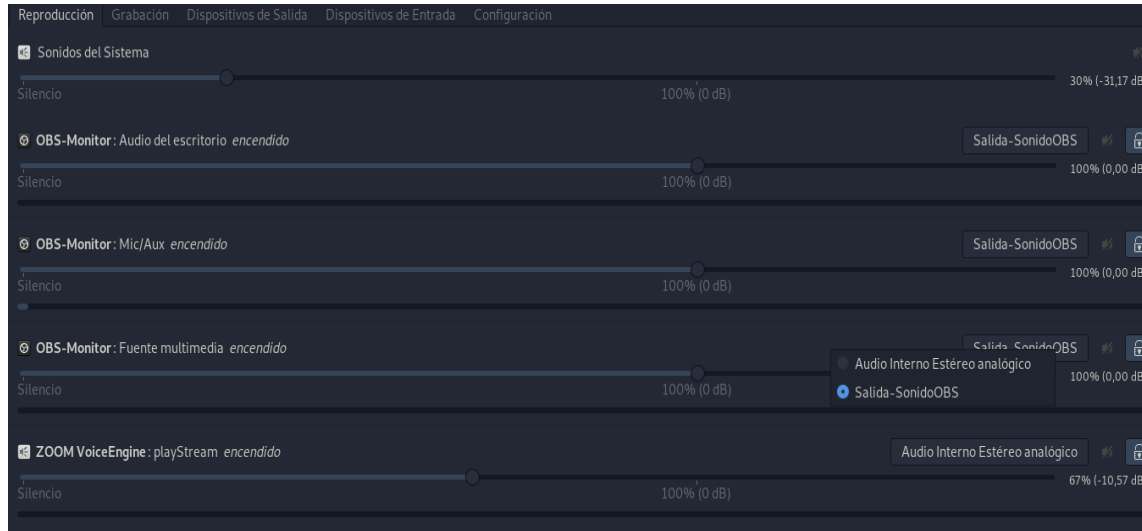 Reproducción Grabación Dispositivos de Salida Dispositivos de Entrada Configuración
Sonidos del Sistema
30% (-31,17 dB
Silencio 100% (0 dB)
OBS-Monitor: Audio del escritorio encendido Salida-SonidoOBS
100% (0,00 dB
Silencio 100% (0 dB)
OBS-Monitor: Mic/Aux encendido Salida-SonidoOBS
100% (0,00 dB
Silencio 100% (0 dB)
OBS-Monitor: Fuente multimedia encendido Salida-SonidoOBS
Audio Interno Estéreo analógico
100% (0,00 dB
Silencio 100% (0 dB)
Salida-SonidoOBS
ZOOM VoiceEngine: playStream encendido Audio Interno Estéreo analógico
67% (-10,57 dB
Silencio 100% (0 dB)